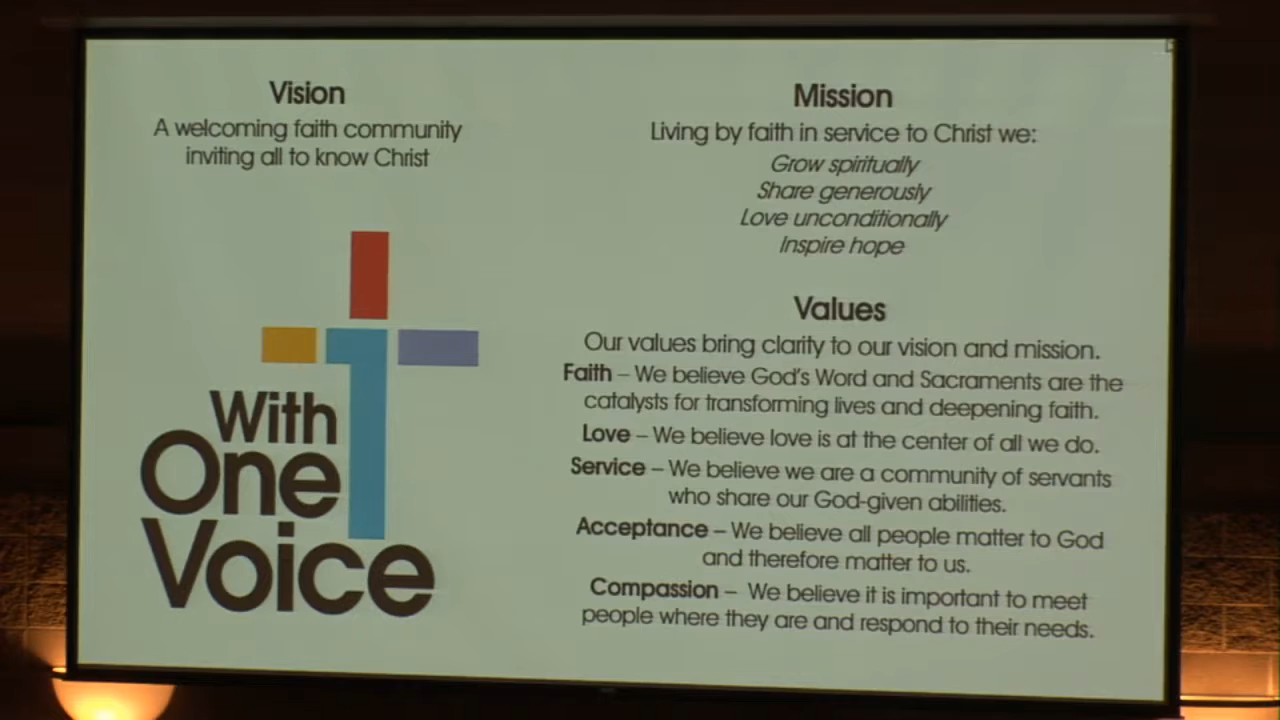 Vision
A welcoming faith community
inviting all to know Christ
With
One
Voice
Mission
Living by faith in service to Christ we:
Grow spiritually
Share generously
Love unconditionally
Inspire hope
Values
Our values bring clarity to our vision and mission.
Faith – We believe God's Word and Sacraments are the
catalysts for transforming lives and deepening faith.
Love – We believe love is at the center of all we do.
Service – We believe we are a community of servants
who share our God-given abilities.
Acceptance – We believe all people matter to God
and therefore matter to us.
Compassion – We believe it is important to meet
people where they are and respond to their needs.